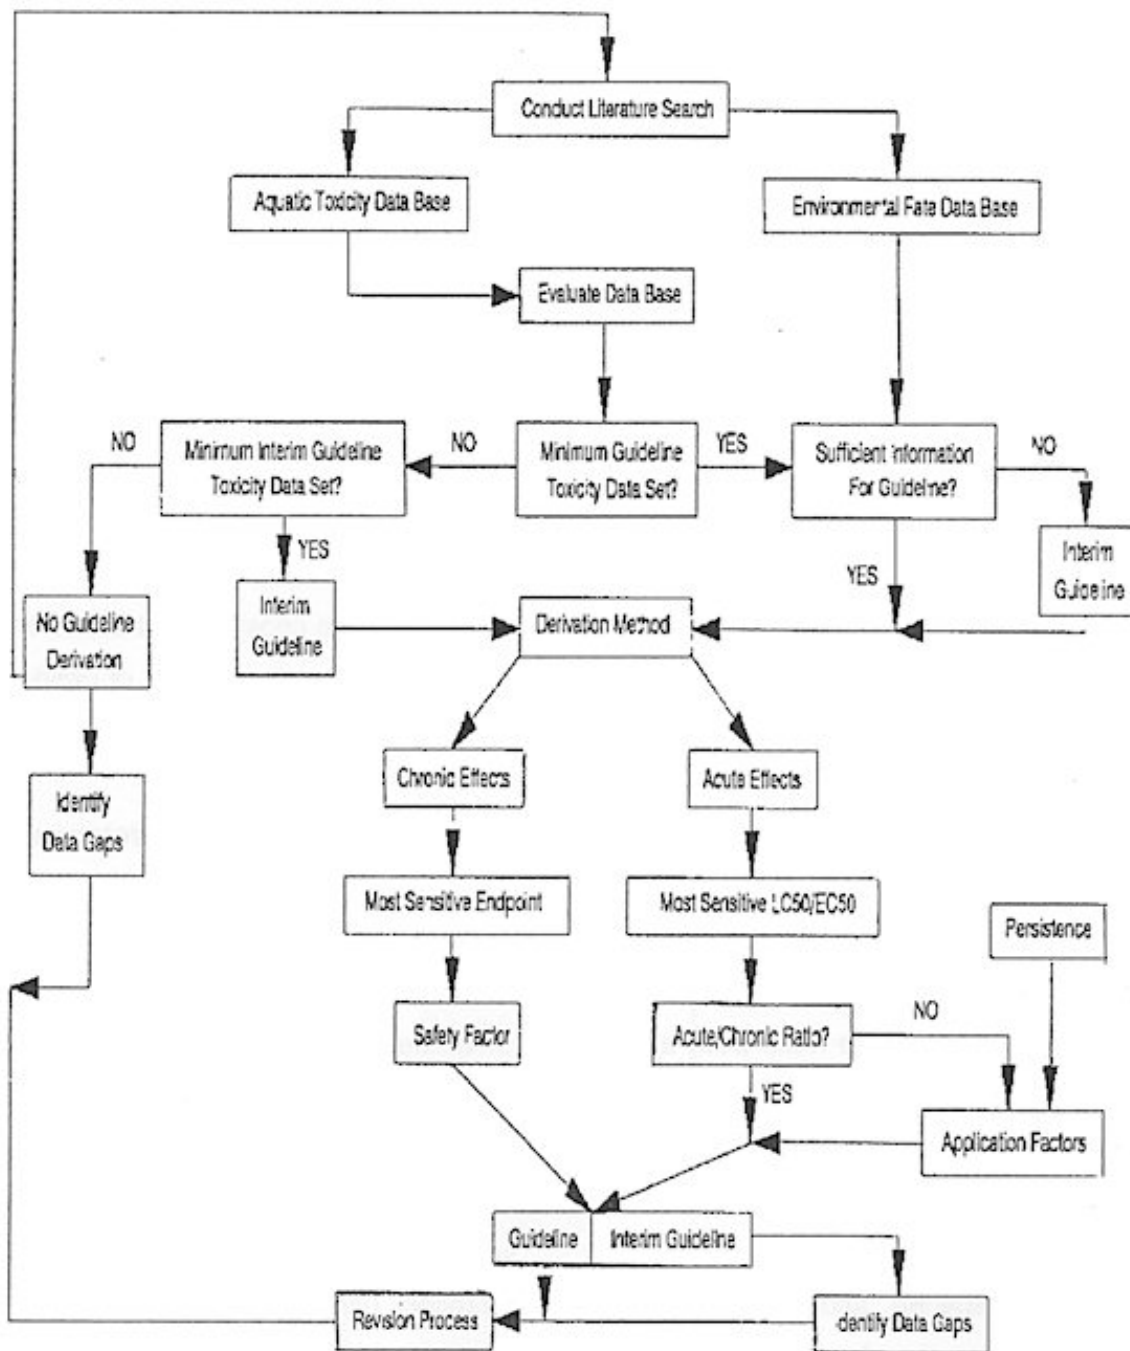 Conduct Literature Search
Aquatic Toxicity Data Base
Environmental Fate Data Base
Evaluate Data Base
NO
Minimum Interim Guideline
Toxicity Data Set?
NO
Minimum Guideline
Toxicity Data Set?
YES
Sufficient Information
For Guideline?
NO
YES
YES
Interim
Guideline
No Guideline
Derivation
Interim
Guideline
Derivation Method
Chronic Effects
Acute Effects
Identify
Data Gaps
Most Sensitive Endpoint
Most Sensitive LC50/EC50
Persistence
Safety Factor
Acute/Chronic Ratio?
NO
YES
Application Factors
Guideline
Interim Guideline
Revision Process
Identify Data Gaps